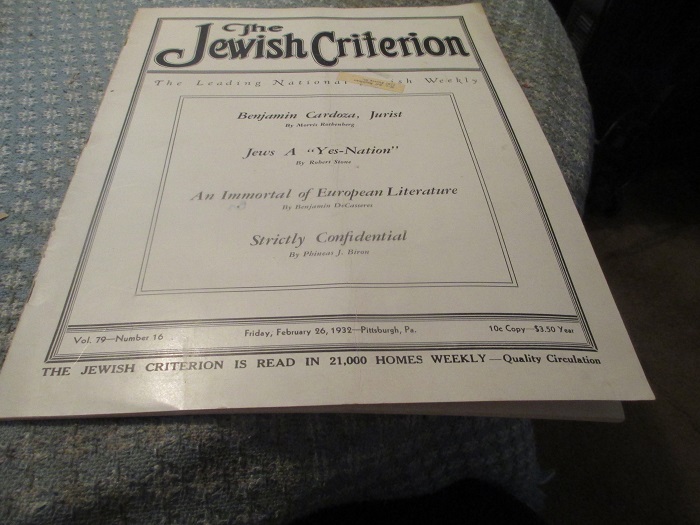 The
Jewish Criterion
The Leading National Jewish Weekly
Benjamin Cardoza, Jurist
By Morris Rothenberg
Jews A "Yes-Nation"
By Robert Stone
An Immortal of European Literature
By Benjamin DeCasseres
Strictly Confidential
By Phineas J. Biron
Vol. 79—Number 16
Friday, February 26, 1932—Pittsburgh, Pa.
10c Copy—$3.50 Year
THE JEWISH CRITERION IS READ IN 21,000 HOMES WEEKLY—Quality Circulation